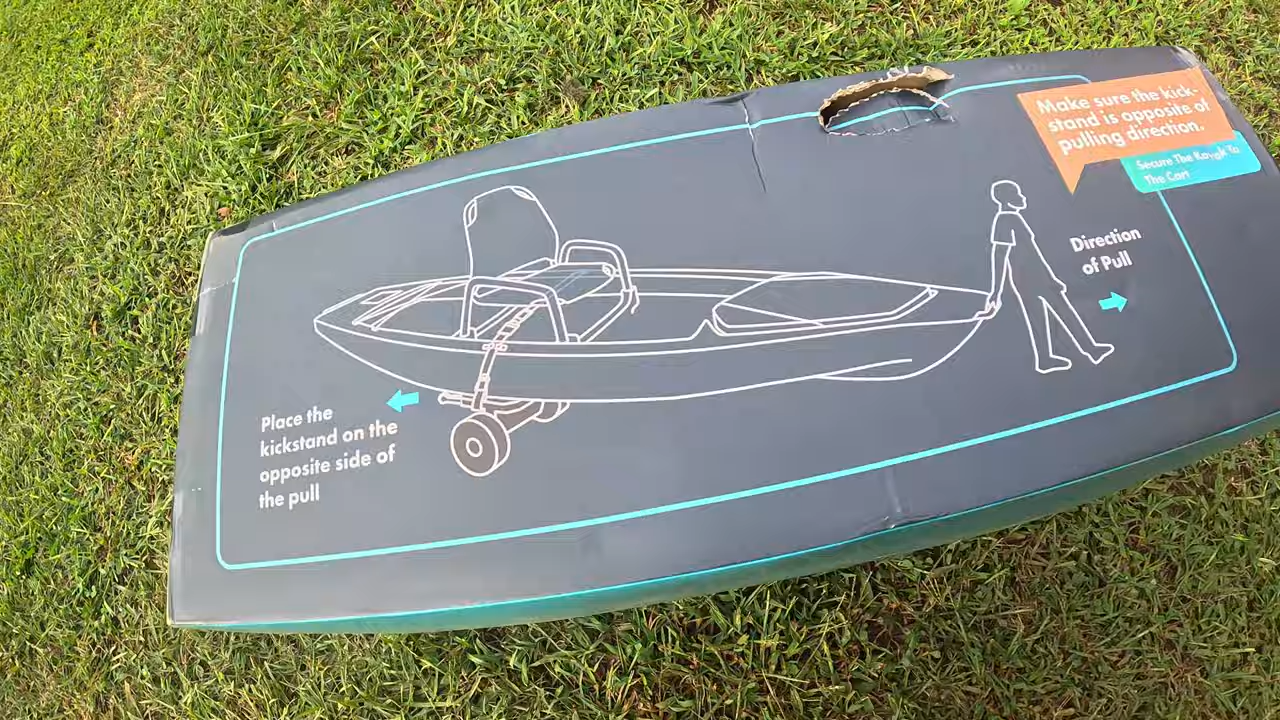 Make sure the kick-
stand is opposite of
pulling direction.
Secure The Kayak To
The Cart
Direction
of Pull
Place the
kickstand on the
opposite side of
the pull